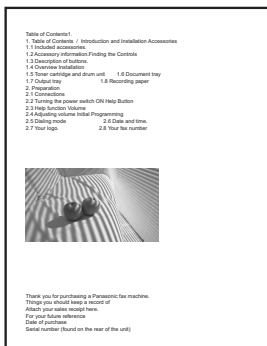 Table of Contents1.
1. Table of Contents / Introduction and Installation Accessories
1.1 Included accessories.
1.2 Accessory information.Finding the Controls
1.3 Description of buttons.
1.4 Overview Installation
1.5 Toner cartridge and drum unit 1.6 Document tray
1.7 Output tray 1.8 Recording paper
2. Preparation
2.1 Connections
2.2 Turning the power switch ON Help Button
2.3 Help function Volume
2.4 Adjusting volume Initial Programming
2.5 Dialing mode 2.6 Date and time.
2.7 Your logo. 2.8 Your fax number
Thank you for purchasing a Panasonic fax machine.
Things you should keep a record of
Attach your sales receipt here.
For your future reference
Date of purchase
Serial number (found on the rear of the unit)